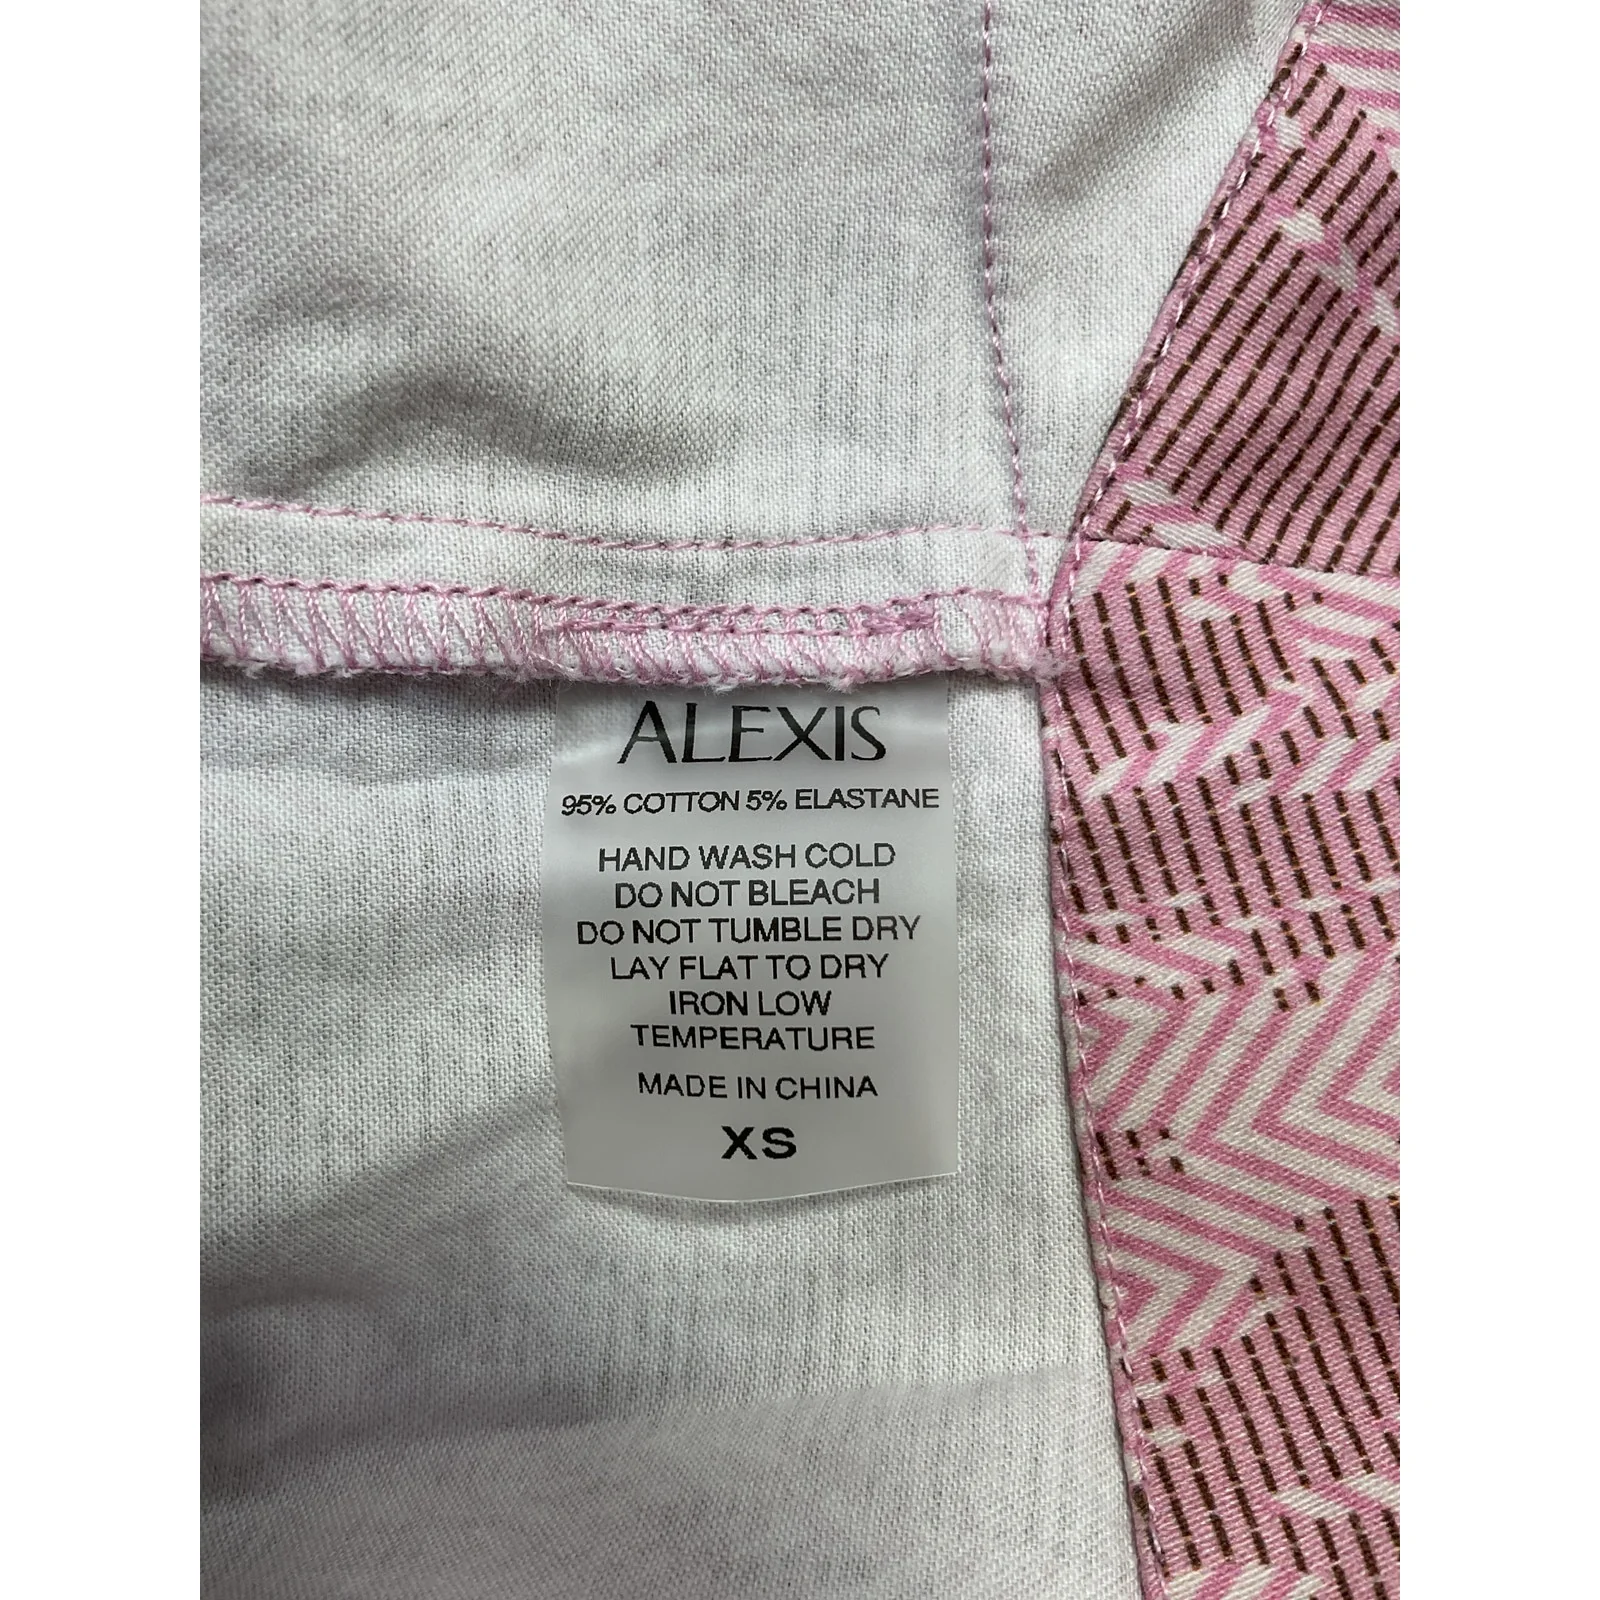 ALEXIS
95% COTTON 5% ELASTANE
HAND WASH COLD
DO NOT BLEACH
DO NOT TUMBLE DRY
LAY FLAT TO DRY
IRON LOW
TEMPERATURE
MADE IN CHINA
XS